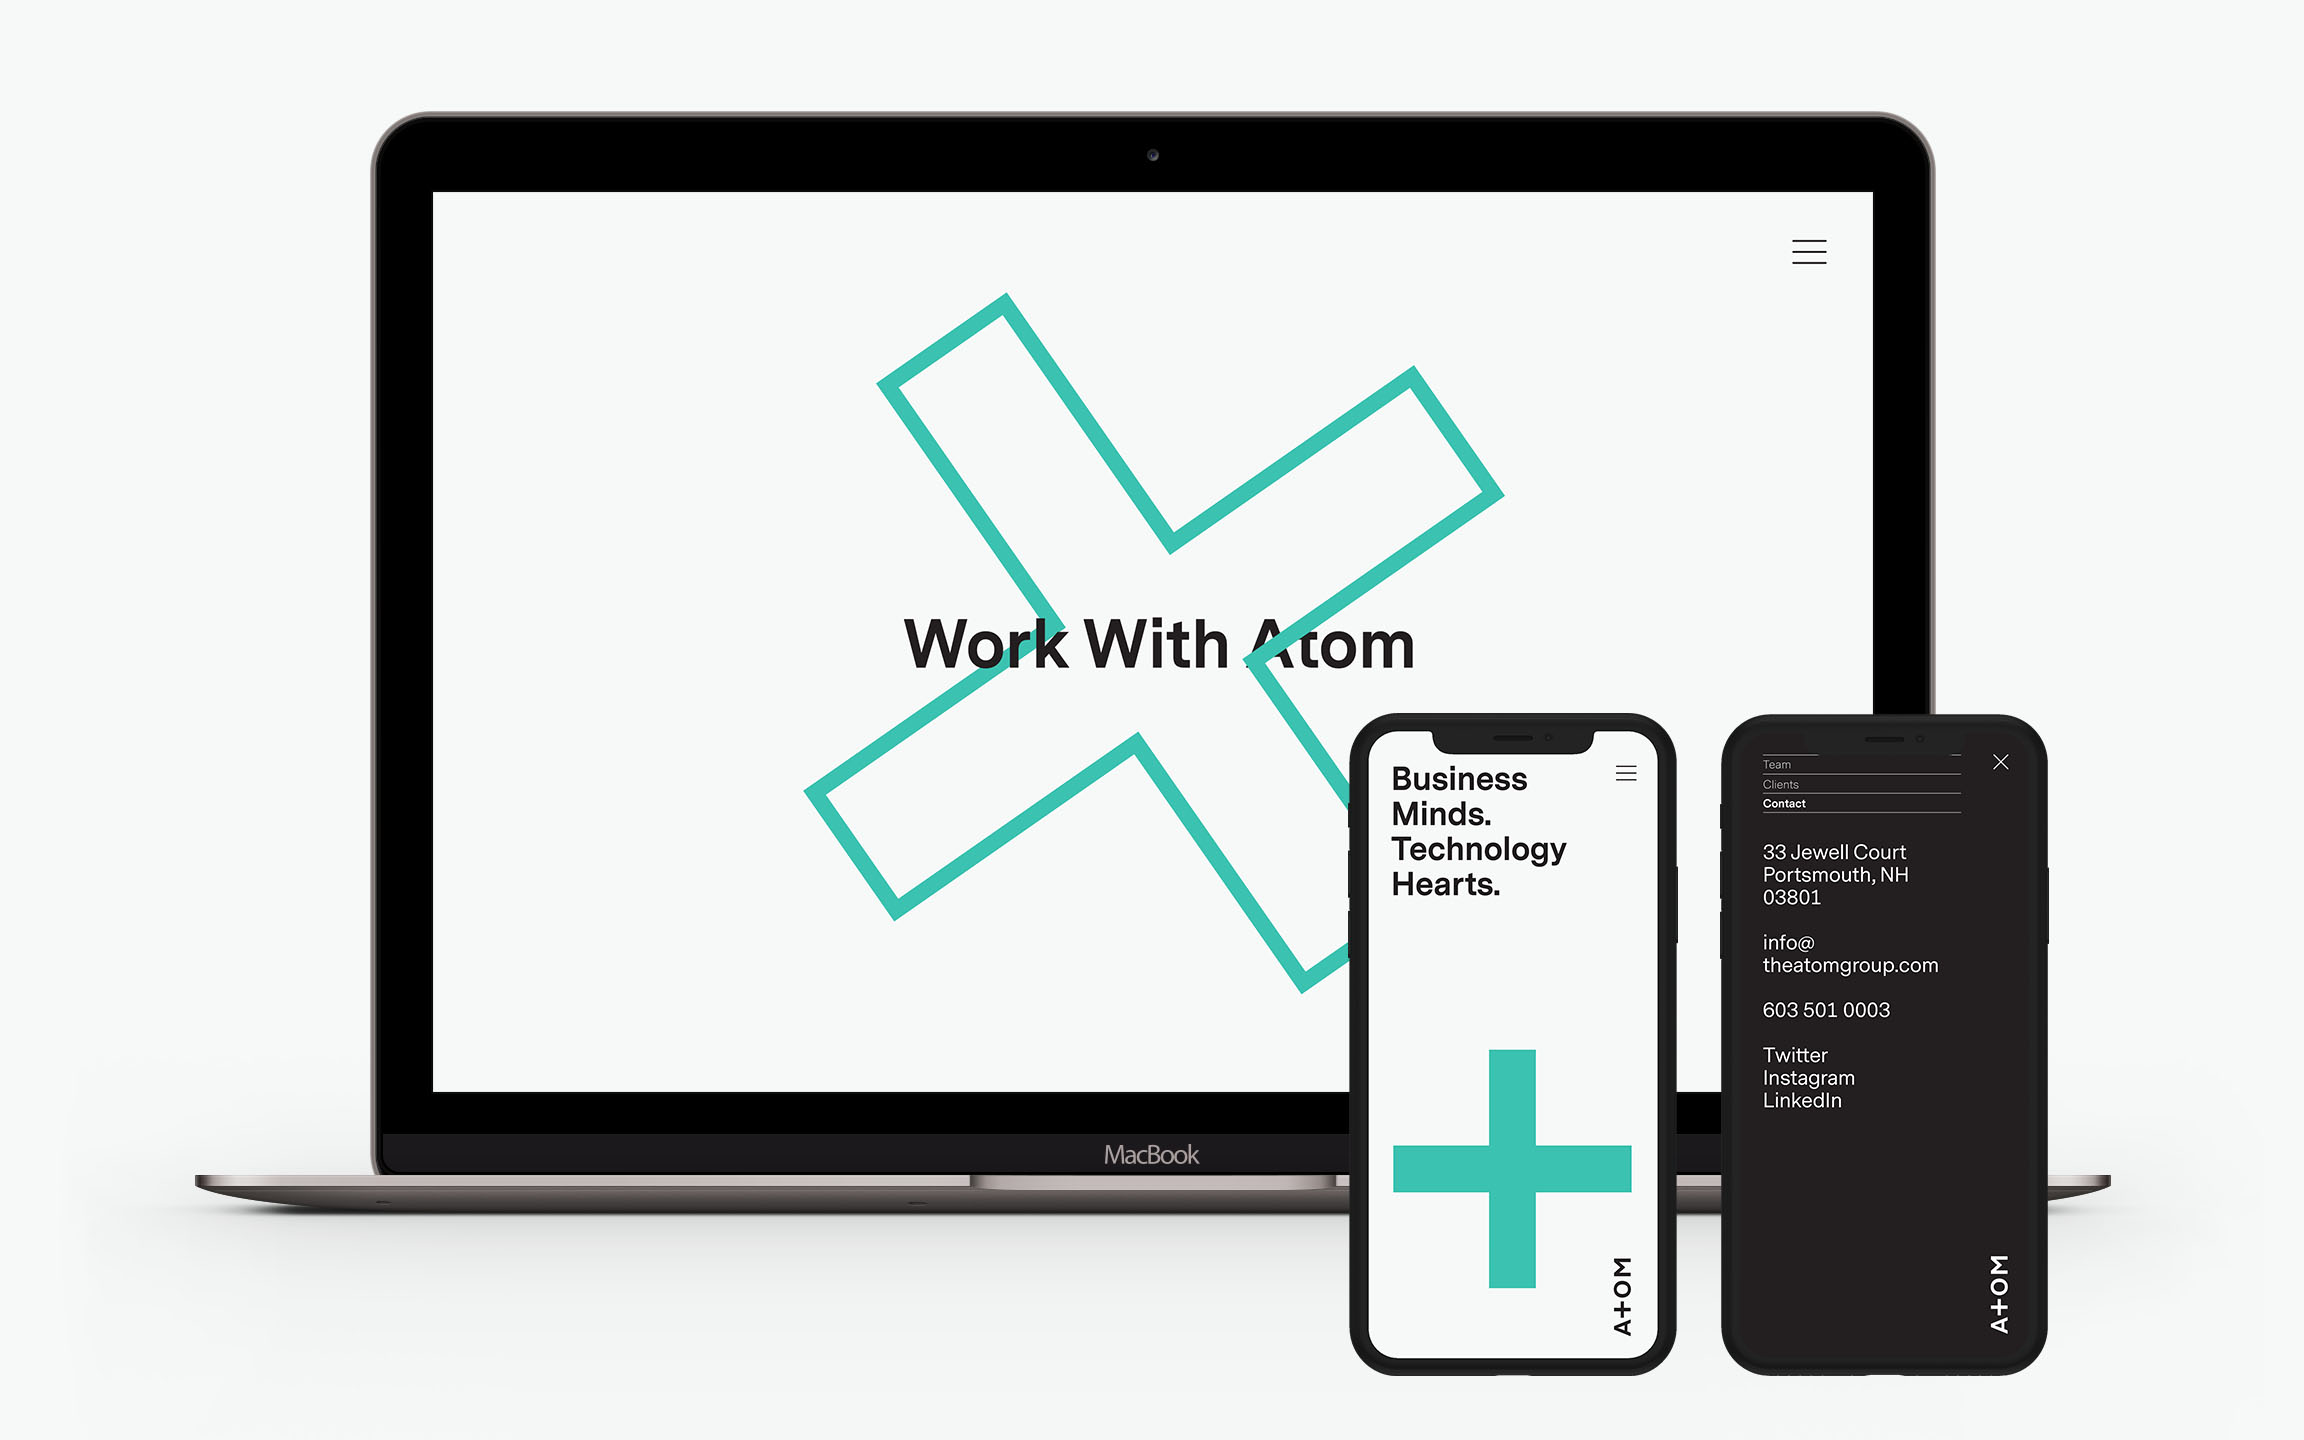 Work With Atom
MacBook
Business
Minds.
Technology
Hearts.
A+OM
Team
Clients
Contact
33 Jewell Court
Portsmouth, NH
03801
info@
theatomgroup.com
603 501 0003
Twitter
Instagram
LinkedIn
A+OM